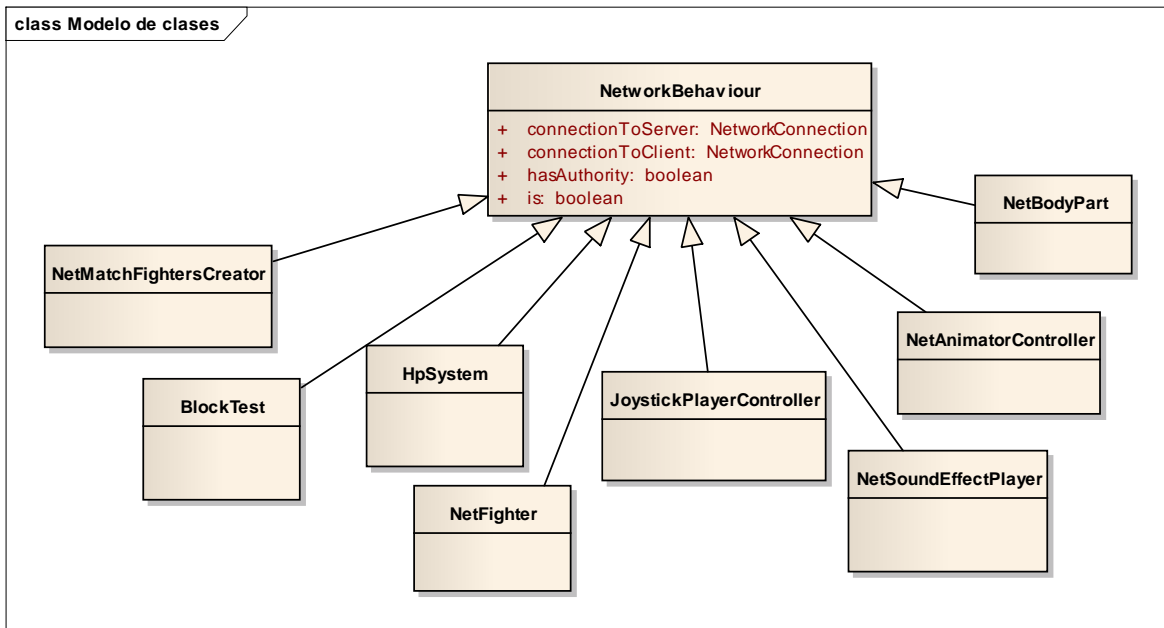 class Modelo de clases
NetworkBehaviour
+ connectionToServer: NetworkConnection
+ connectionToClient: NetworkConnection
+ hasAuthority: boolean
+ is: boolean
NetBodyPart
NetMatchFightersCreator
NetAnimatorController
HpSystem
BlockTest
JoystickPlayerController
NetSoundEffectPlayer
NetFighter